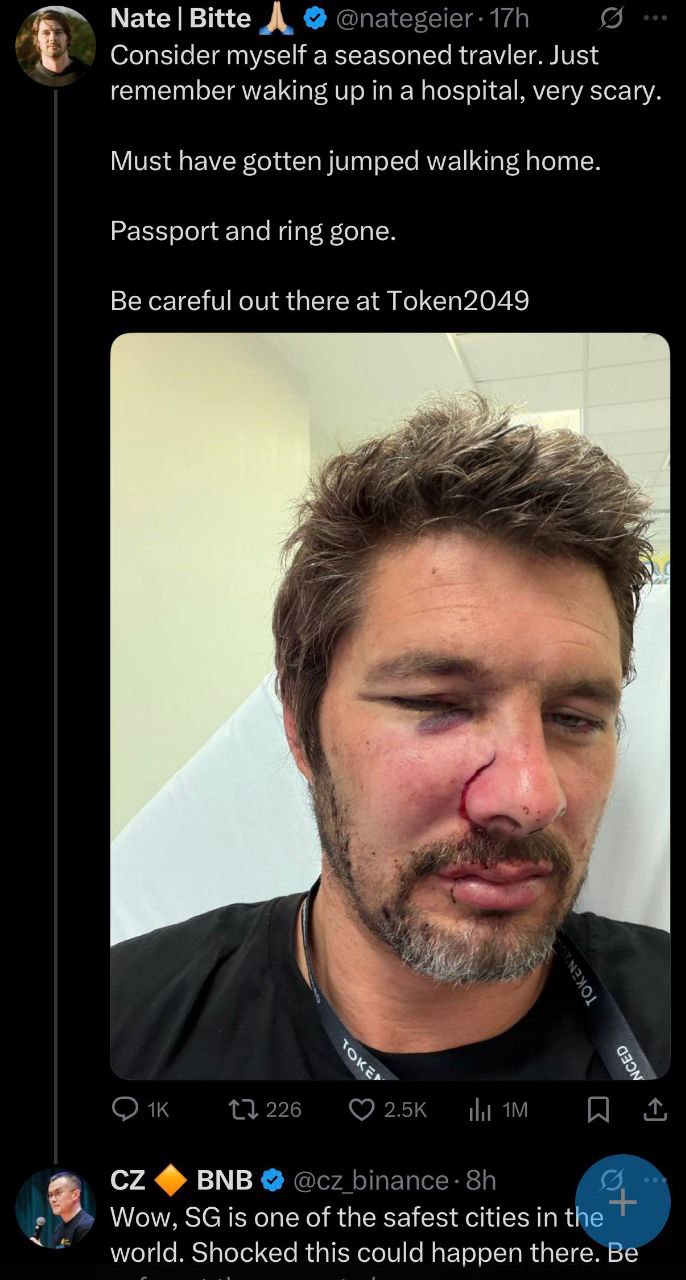 Nate | Bitte 🙏🏼 @nategeier · 17h
Consider myself a seasoned travler. Just
remember waking up in a hospital, very scary.
Must have gotten jumped walking home.
Passport and ring gone.
Be careful out there at Token2049
TOKEN
TOKEN2
NCED
1K 226 2.5K 1M
CZ 🔶 BNB @cz_binance · 8h
Wow, SG is one of the safest cities in the
world. Shocked this could happen there. Be